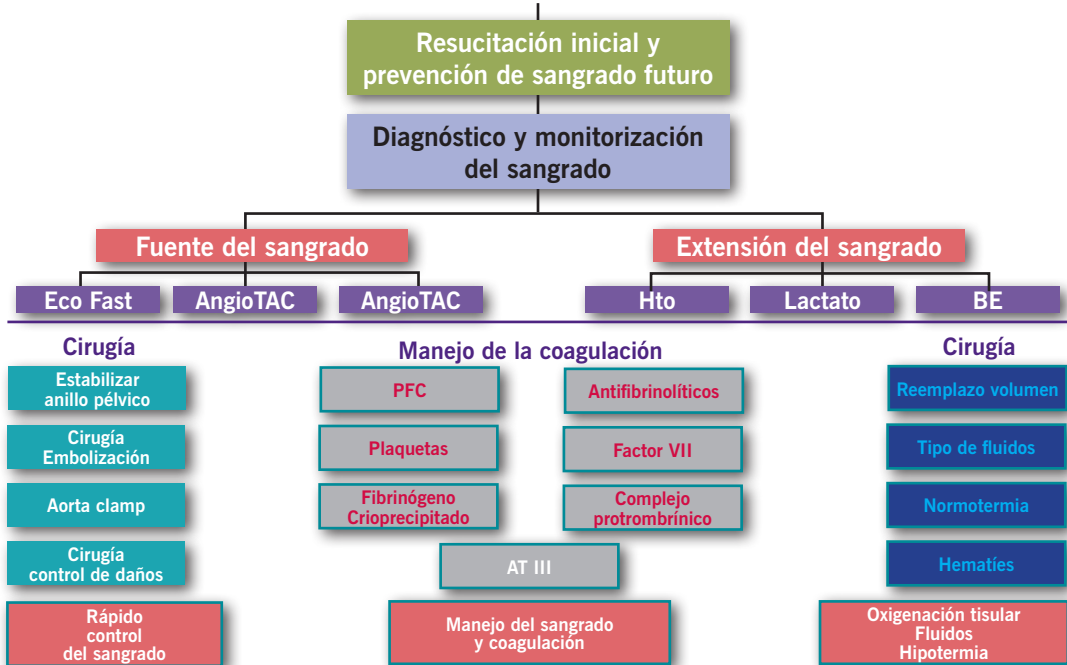 Resucitación inicial y
prevención de sangrado futuro
Diagnóstico y monitorización
del sangrado
Fuente del sangrado
Extensión del sangrado
Eco Fast
AngioTAC
AngioTAC
Hto
Lactato
BE
Cirugía
Manejo de la coagulación
Cirugía
Estabilizar
anillo pélvico
PFC
Antifibrinolíticos
Reemplazo volumen
Cirugía
Embolización
Plaquetas
Factor VII
Tipo de fluidos
Aorta clamp
Fibrinógeno
Crioprecipitado
Complejo
protrombrínico
Normotermia
Cirugía
control de daños
AT III
Hematíes
Rápido
control
del sangrado
Manejo del sangrado
y coagulación
Oxigenación tisular
Fluidos
Hipotermia